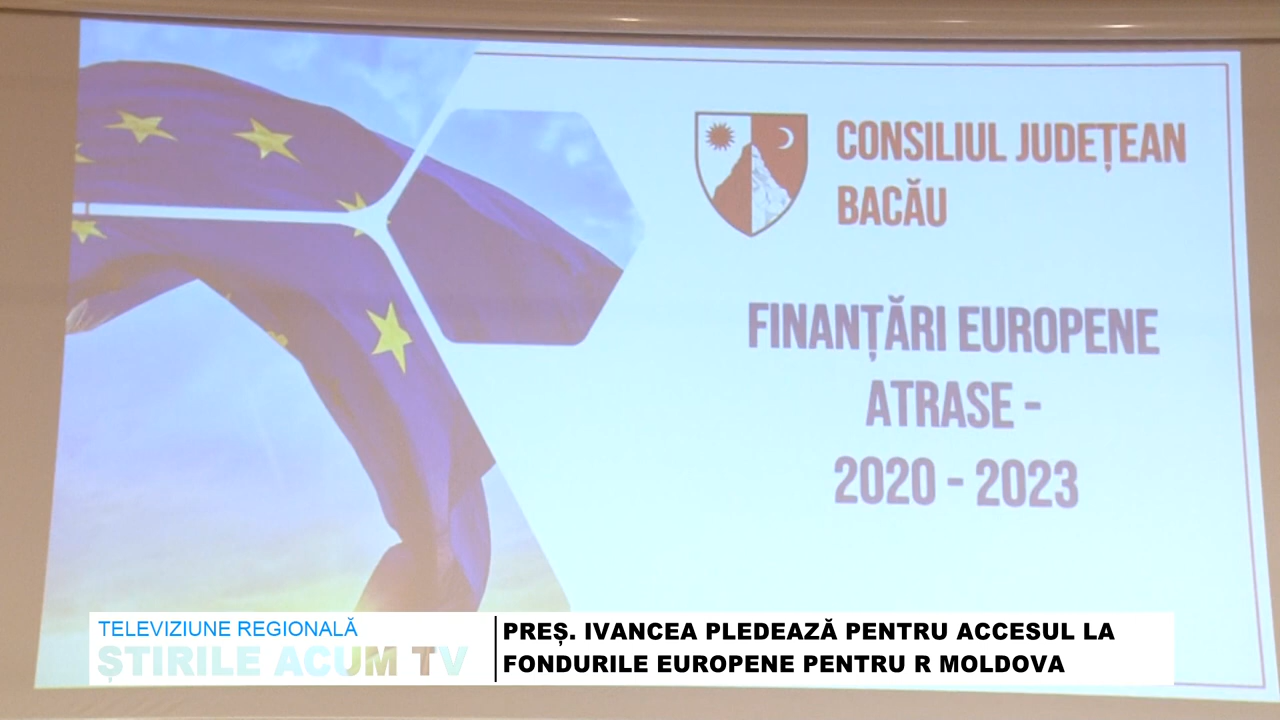 CONSILIUL JUDEȚEAN
BACĂU
FINANȚĂRI EUROPENE
ATRASE -
2020 - 2023
TELEVIZIUNE REGIONALĂ
ȘTIRILE ACUM TV
PREȘ. IVANCEA PLEDEAZĂ PENTRU ACCESUL LA
FONDURILE EUROPENE PENTRU R MOLDOVA